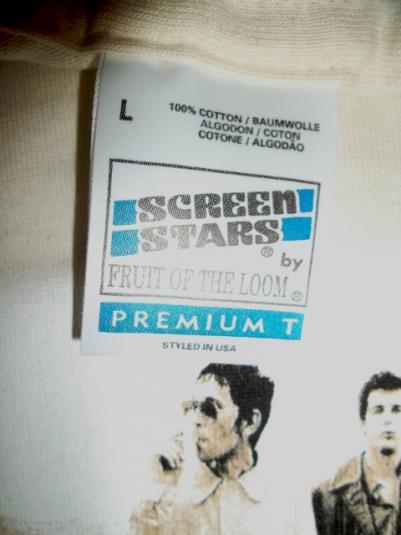 L
100% COTTON / BAUMWOLLE
ALGODON / COTON
COTONE / ALGODÃO
SCREEN
STARS®
by
FRUIT OF THE LOOM®
PREMIUM T
STYLED IN USA